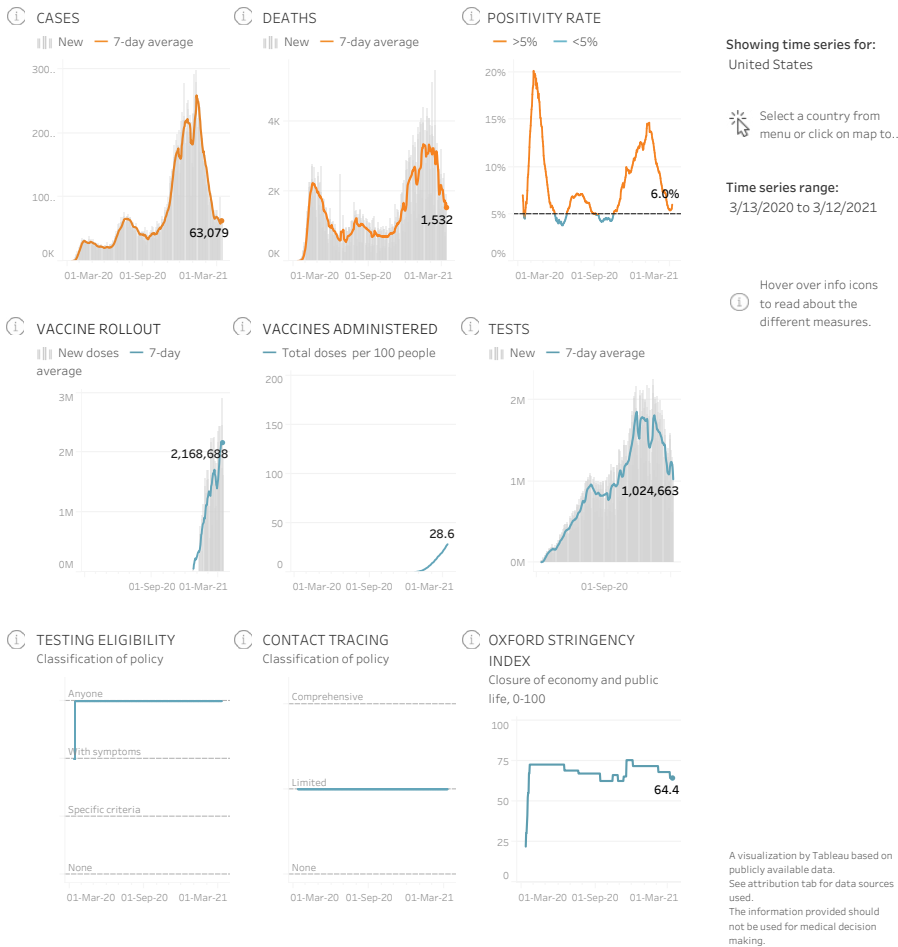 CASES
New 7-day average
300..
200..
100..
0K
63,079
01-Mar-20 01-Sep-20 01-Mar-21
DEATHS
New 7-day average
4K
2K
0K
1,532
01-Mar-20 01-Sep-20 01-Mar-21
POSITIVITY RATE
>5% <5%
20%
15%
10%
5%
0%
6.0%
01-Mar-20 01-Sep-20 01-Mar-21
Showing time series for:
United States
Select a country from
menu or click on map to..
Time series range:
3/13/2020 to 3/12/2021
Hover over info icons
to read about the
different measures.
VACCINE ROLLOUT
New doses 7-day
average
3M
2M
1M
0M
2,168,688
01-Sep-20 01-Mar-21
VACCINES ADMINISTERED
Total doses per 100 people
200
150
100
50
0
28.6
01-Mar-20 01-Sep-20 01-Mar-21
TESTS
New 7-day average
2M
1M
0M
1,024,663
01-Sep-20
TESTING ELIGIBILITY
Classification of policy
Anyone
With symptoms
Specific criteria
None
01-Mar-20 01-Sep-20 01-Mar-21
CONTACT TRACING
Classification of policy
Comprehensive
Limited
None
01-Mar-20 01-Sep-20 01-Mar-21
OXFORD STRINGENCY
INDEX
Closure of economy and public
life, 0-100
100
75
50
25
0
64.4
01-Mar-20 01-Sep-20 01-Mar-21
A visualization by Tableau based on
publicly available data.
See attribution tab for data sources
used.
The information provided should
not be used for medical decision
making.